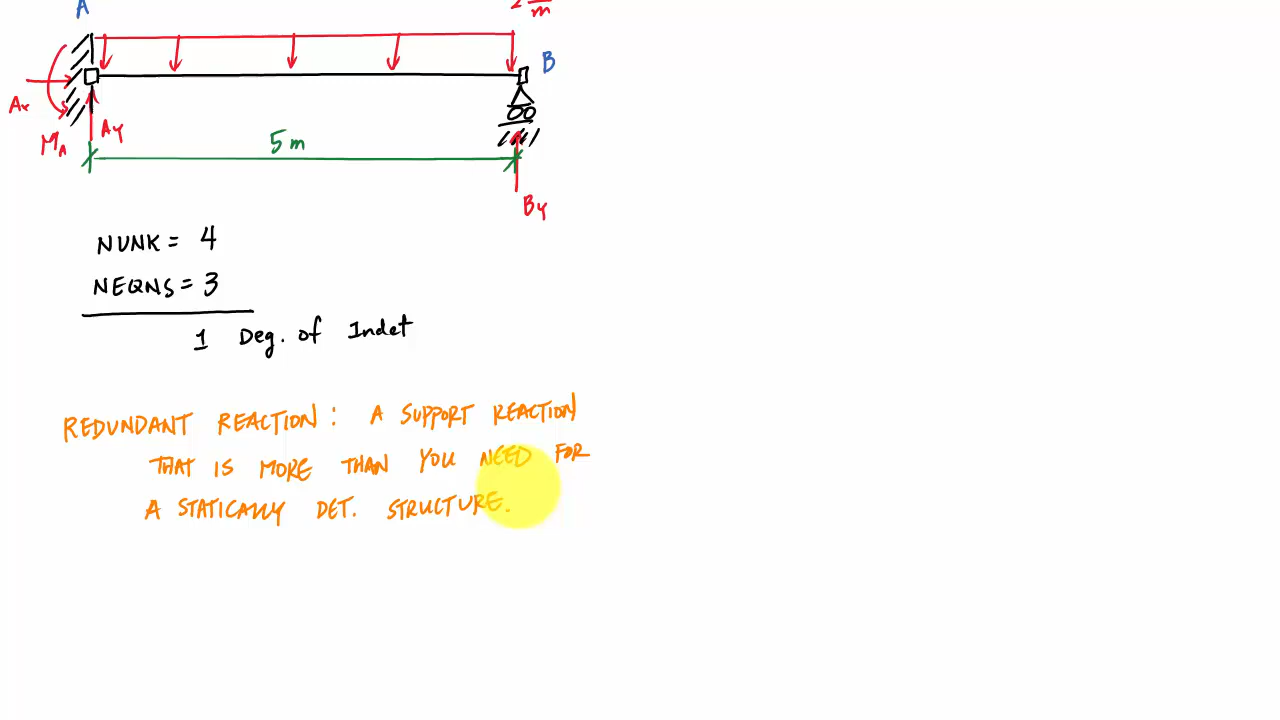 A
2 /m
B
Ax
Ay
MA
5 m
By
NUNK = 4
NEQNS = 3
1 Deg. of Indet
REDUNDANT REACTION: A SUPPORT REACTION
THAT IS MORE THAN YOU NEED FOR
A STATICALLY DET. STRUCTURE.